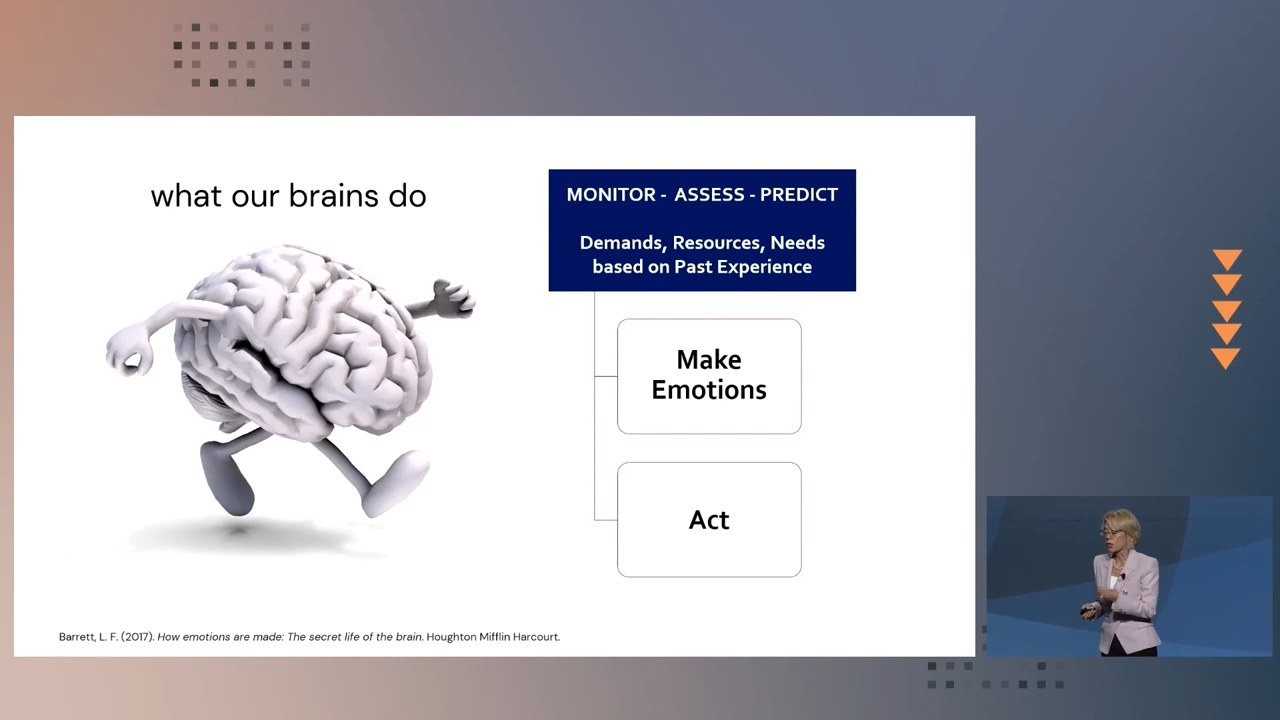 what our brains do
MONITOR - ASSESS - PREDICT
Demands, Resources, Needs
based on Past Experience
Make
Emotions
Act
Barrett, L. F. (2017). How emotions are made: The secret life of the brain. Houghton Mifflin Harcourt.